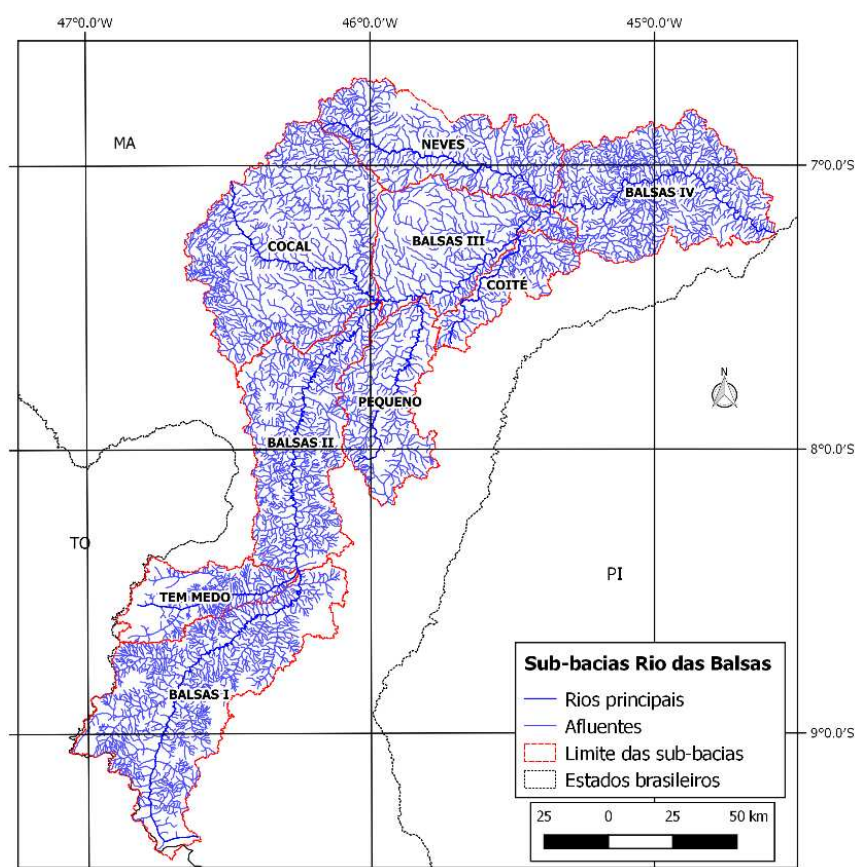 47°0.0'W 46°0.0'W 45°0.0'W
MA
NEVES
7°0.0'S
BALSAS IV
BALSAS III
COCAL
COITÉ
N
PEQUENO
BALSAS II
8°0.0'S
TO
PI
TEM MEDO
BALSAS I
Sub-bacias Rio das Balsas
Rios principais
Afluentes
9°0.0'S
Limite das sub-bacias
Estados brasileiros
25 0 25 50 km